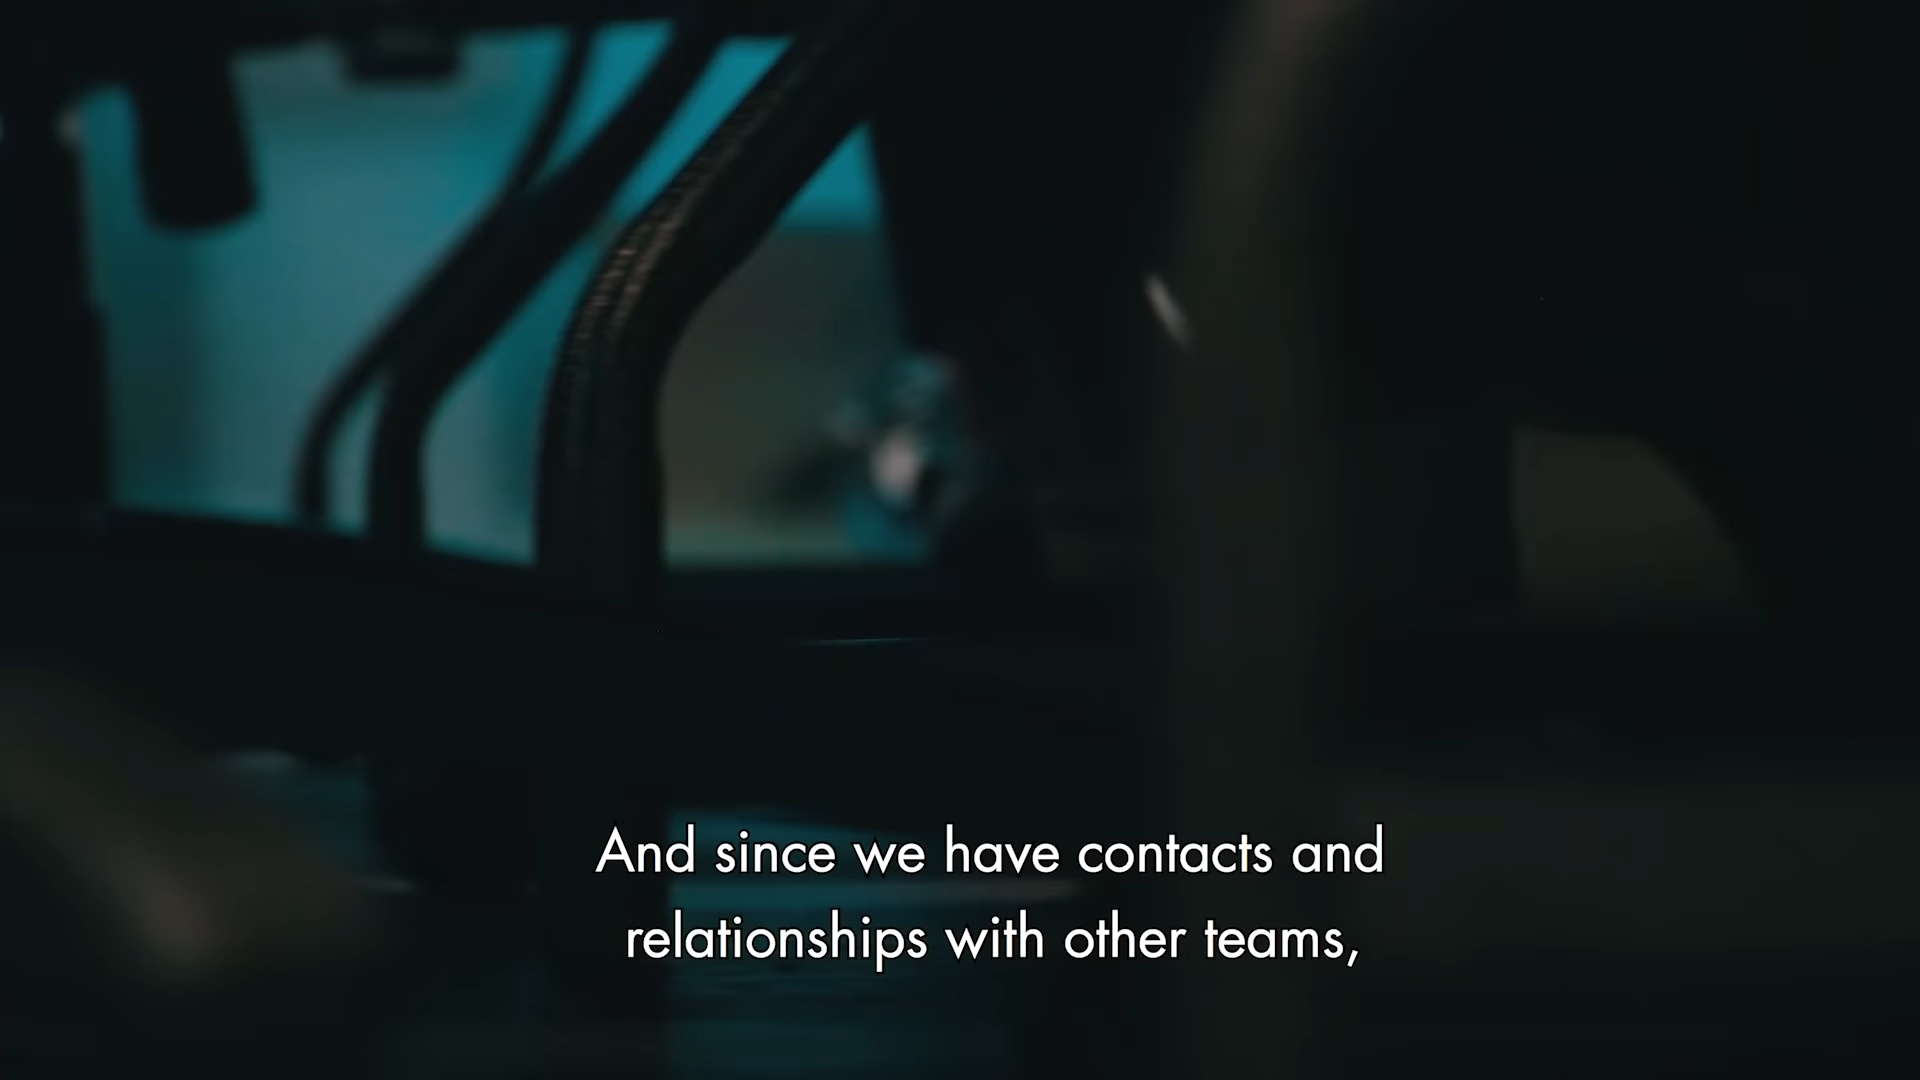 And since we have contacts and
relationships with other teams,